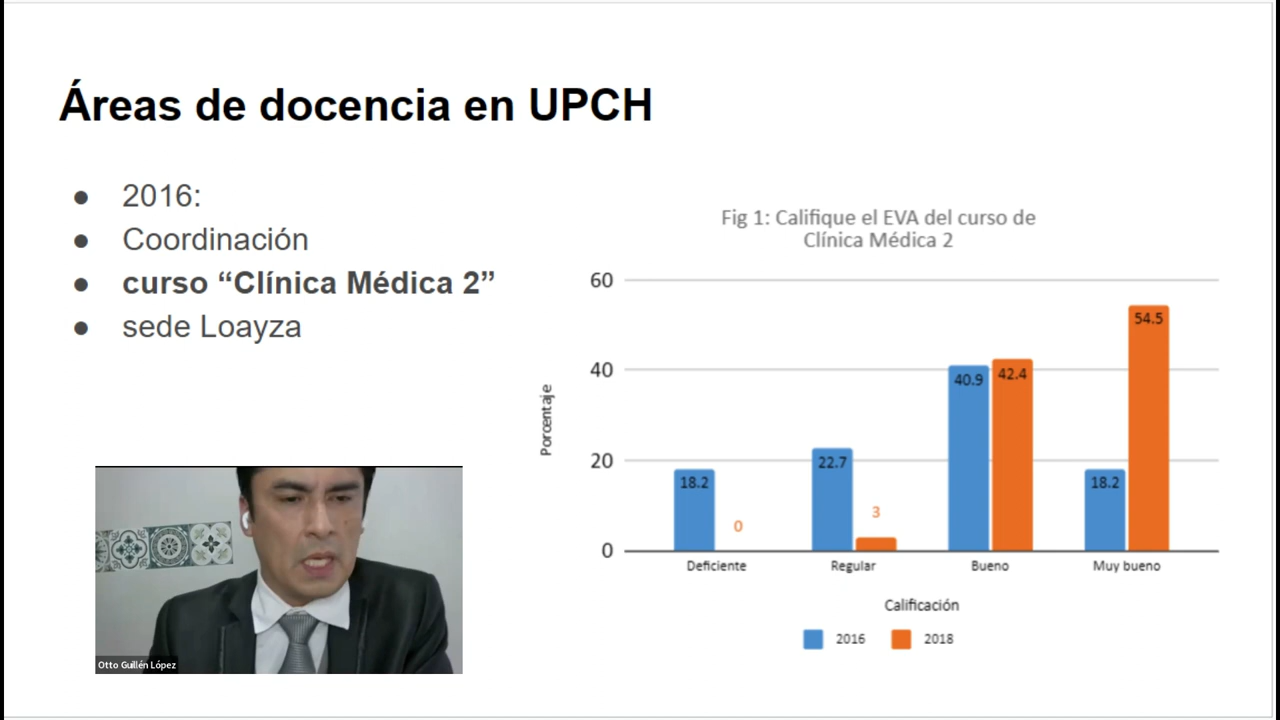 Áreas de docencia en UPCH
● 2016:
● Coordinación
● curso “Clínica Médica 2”
● sede Loayza
Fig 1: Califique el EVA del curso de
Clínica Médica 2
60
40
20
0
Porcentaje
18.2
0
22.7
3
40.9
42.4
18.2
54.5
Deficiente
Regular
Bueno
Muy bueno
Calificación
2016
2018
Otto Guillén López